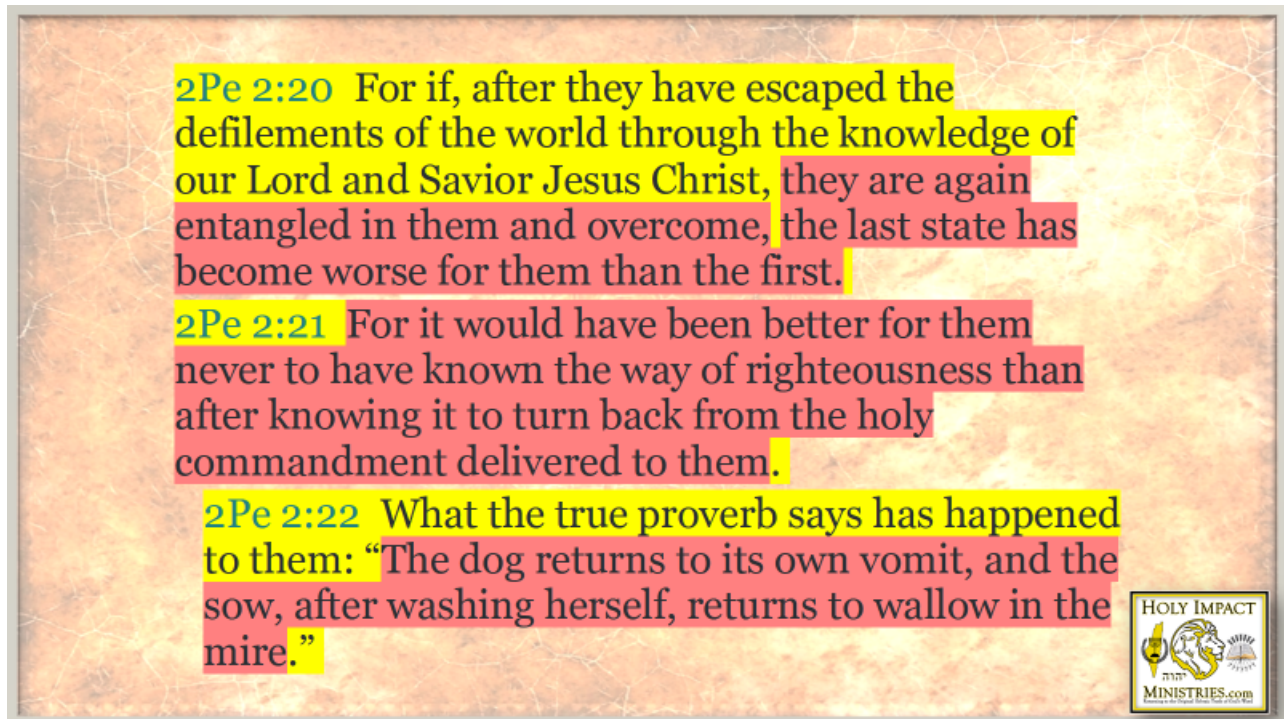 2Pe 2:20 For if, after they have escaped the
defilements of the world through the knowledge of
our Lord and Savior Jesus Christ, they are again
entangled in them and overcome, the last state has
become worse for them than the first.
2Pe 2:21 For it would have been better for them
never to have known the way of righteousness than
after knowing it to turn back from the holy
commandment delivered to them.
2Pe 2:22 What the true proverb says has happened
to them: “The dog returns to its own vomit, and the
sow, after washing herself, returns to wallow in the
mire.”
HOLY IMPACT
יהוה
MINISTRIES.com